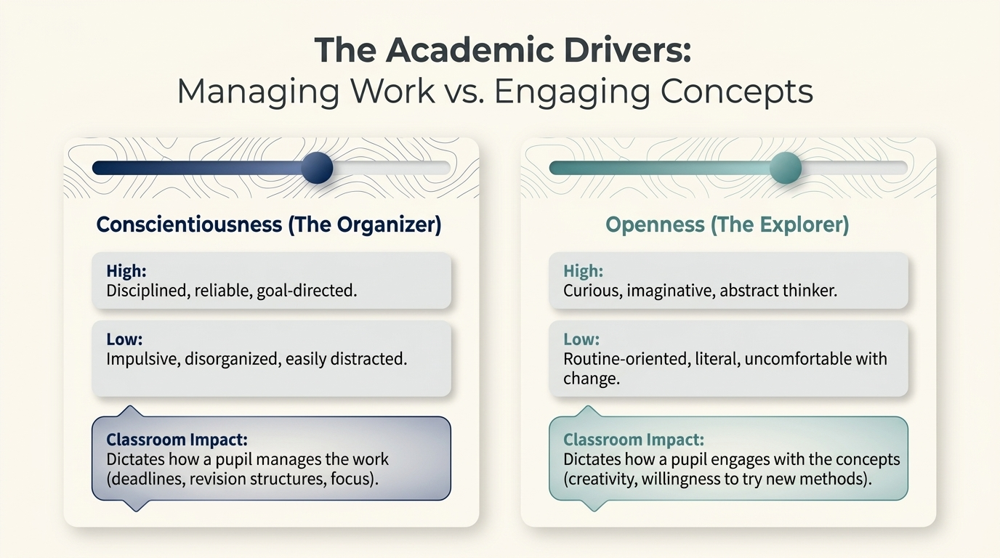 The Academic Drivers:
Managing Work vs. Engaging Concepts
Conscientiousness (The Organizer)
High:
Disciplined, reliable, goal-directed.
Low:
Impulsive, disorganized, easily distracted.
Classroom Impact:
Dictates how a pupil manages the work
(deadlines, revision structures, focus).
Openness (The Explorer)
High:
Curious, imaginative, abstract thinker.
Low:
Routine-oriented, literal, uncomfortable with
change.
Classroom Impact:
Dictates how a pupil engages with the concepts
(creativity, willingness to try new methods).